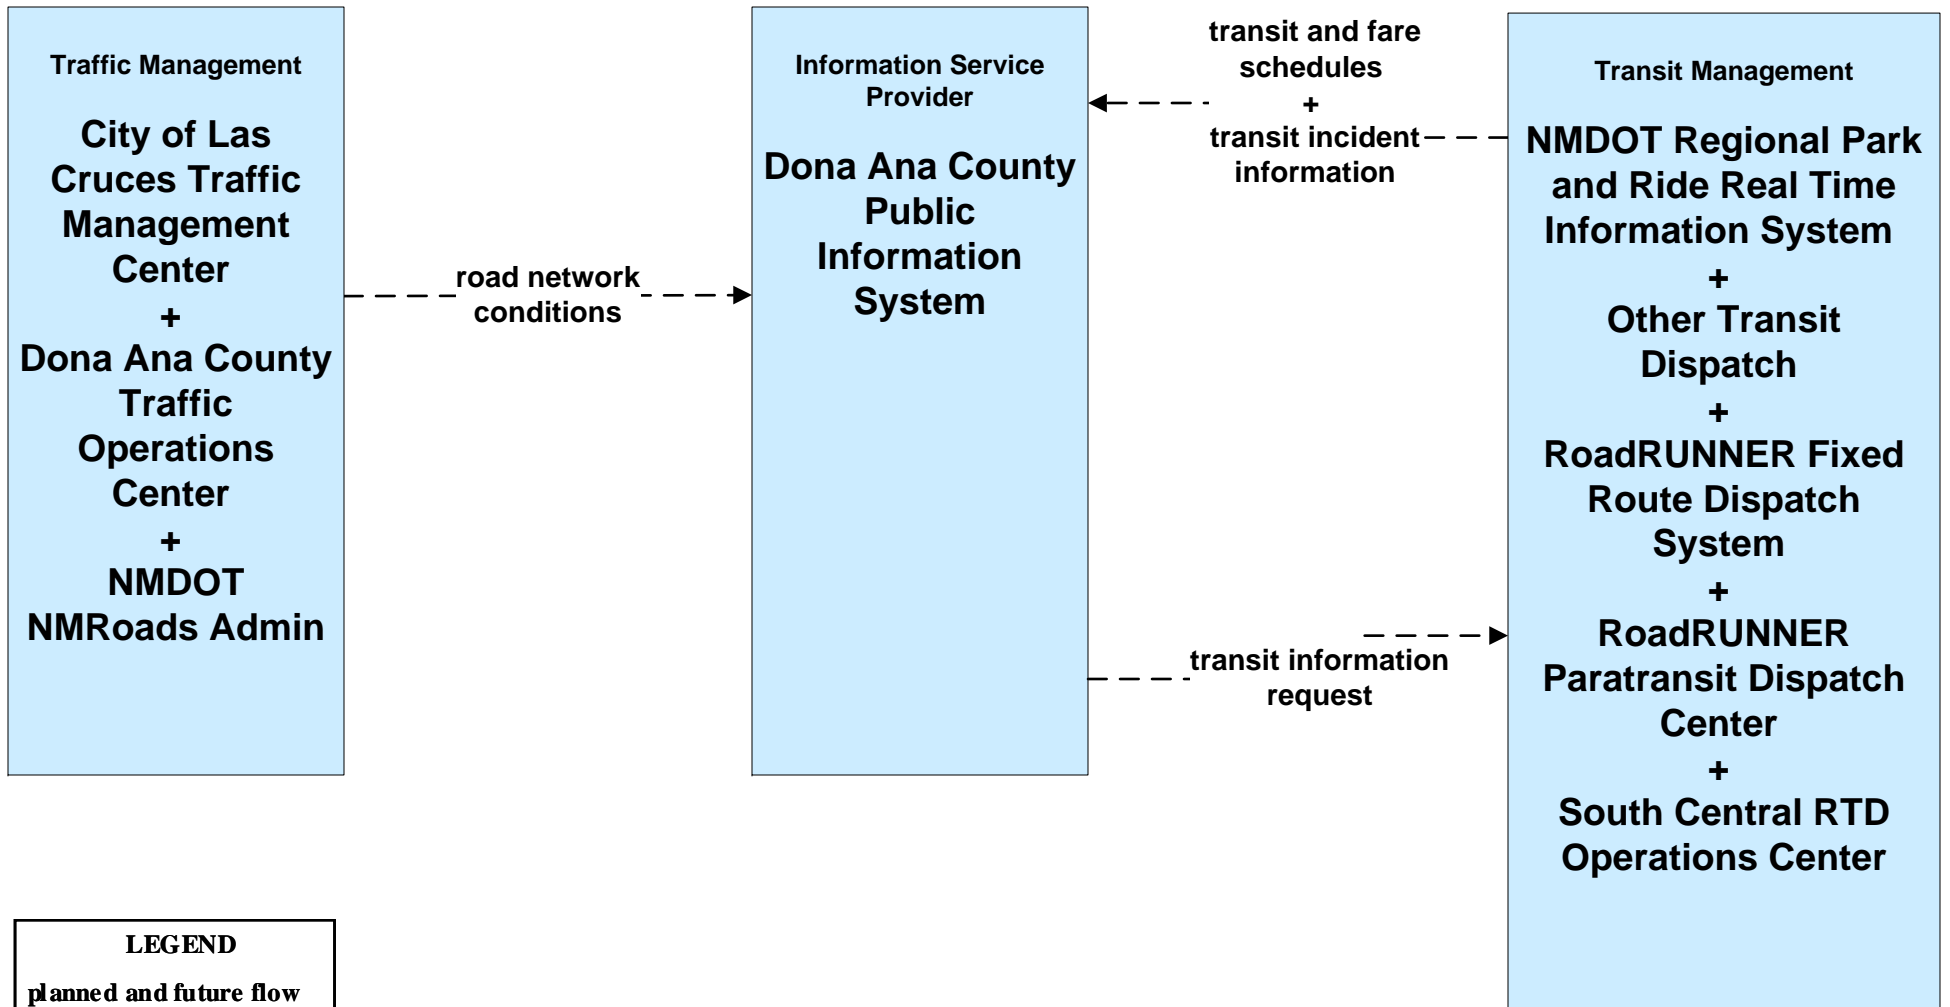 Traffic Management
City of Las
Cruces Traffic
Management
Center
+
Dona Ana County
Traffic
Operations
Center
+
NMDOT
NMRoads Admin
road network
conditions
Information Service
Provider
Dona Ana County
Public
Information
System
transit and fare
schedules
+
transit incident
information
transit information
request
Transit Management
NMDOT Regional Park
and Ride Real Time
Information System
+
Other Transit
Dispatch
+
RoadRUNNER Fixed
Route Dispatch
System
+
RoadRUNNER
Paratransit Dispatch
Center
+
South Central RTD
Operations Center
LEGEND
planned and future flow